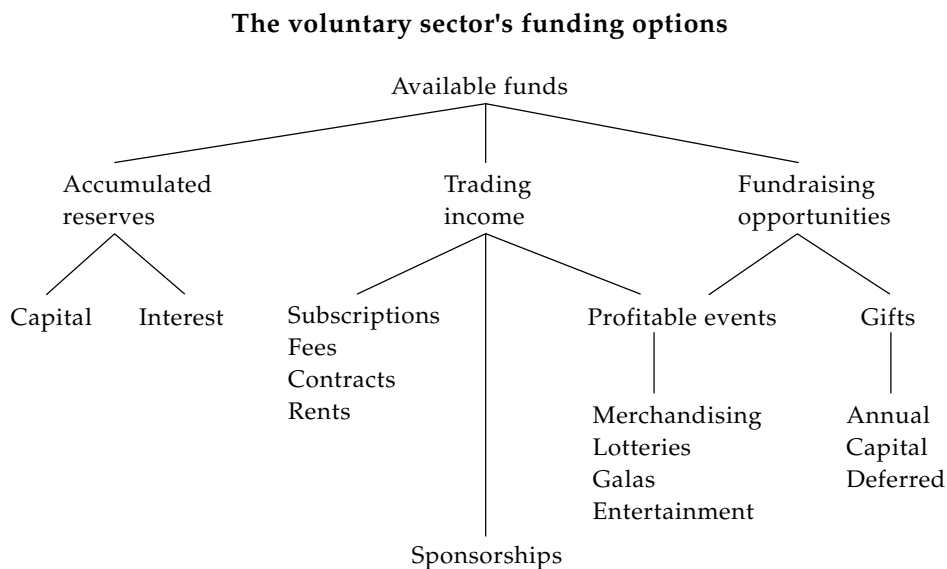 The voluntary sector's funding options
Available funds
Accumulated
reserves
Trading
income
Fundraising
opportunities
Capital
Interest
Subscriptions
Fees
Contracts
Rents
Profitable events
Gifts
Merchandising
Lotteries
Galas
Entertainment
Annual
Capital
Deferred
Sponsorships